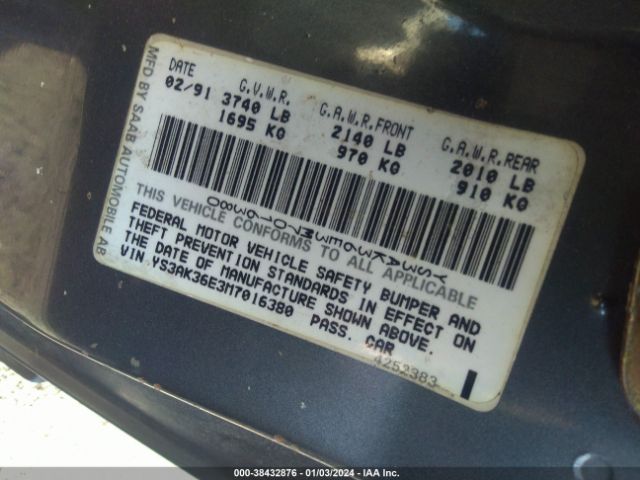 MFD BY SAAB AUTOMOBILE AB
DATE G.V.W.R. G.A.W.R.FRONT G.A.W.R.REAR
02/91 3740 LB 2140 LB 2010 LB
1695 KG 970 KG 910 KG
YS3AK36E3M7016380
THIS VEHICLE CONFORMS TO ALL APPLICABLE
FEDERAL MOTOR VEHICLE SAFETY BUMPER AND
THEFT PREVENTION STANDARDS IN EFFECT ON
THE DATE OF MANUFACTURE SHOWN ABOVE.
VIN YS3AK36E3M7016380 PASS. CAR
4252383
000-38432876 - 01/03/2024 - IAA Inc.